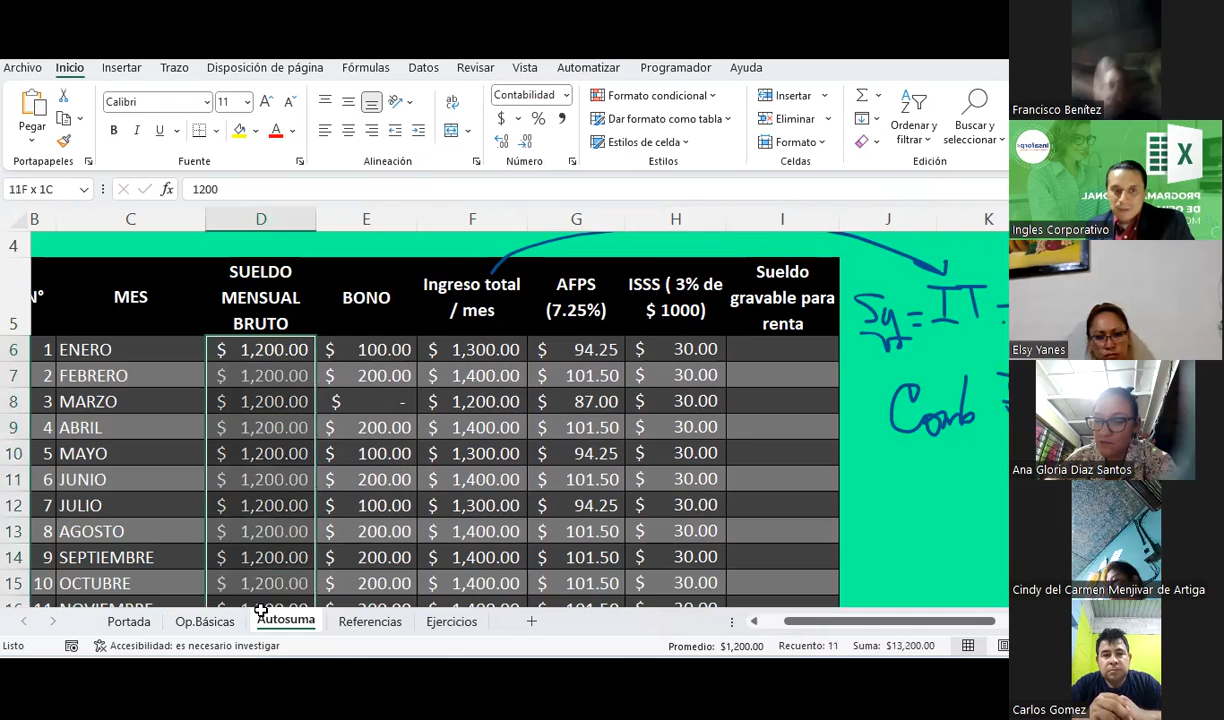 Archivo Inicio Insertar Trazo Disposición de página Fórmulas Datos Revisar Vista Automatizar Programador Ayuda
Pegar
Calibri 11
N K S
Contabilidad
$ % ,
Formato condicional
Dar formato como tabla
Estilos de celda
Insertar
Eliminar
Formato
Ordenar y filtrar
Buscar y seleccionar
Portapapeles Fuente Alineación Número Estilos Celdas Edición
11F x 1C fx 1200
B C D E F G H I J K
4
5 N° MES SUELDO MENSUAL BRUTO BONO Ingreso total / mes AFPS (7.25%) ISSS ( 3% de $ 1000) Sueldo gravable para renta
6 1 ENERO $ 1,200.00 $ 100.00 $ 1,300.00 $ 94.25 $ 30.00
7 2 FEBRERO $ 1,200.00 $ 200.00 $ 1,400.00 $ 101.50 $ 30.00
8 3 MARZO $ 1,200.00 $ - $ 1,200.00 $ 87.00 $ 30.00
9 4 ABRIL $ 1,200.00 $ 200.00 $ 1,400.00 $ 101.50 $ 30.00
10 5 MAYO $ 1,200.00 $ 100.00 $ 1,300.00 $ 94.25 $ 30.00
11 6 JUNIO $ 1,200.00 $ 200.00 $ 1,400.00 $ 101.50 $ 30.00
12 7 JULIO $ 1,200.00 $ 100.00 $ 1,300.00 $ 94.25 $ 30.00
13 8 AGOSTO $ 1,200.00 $ 200.00 $ 1,400.00 $ 101.50 $ 30.00
14 9 SEPTIEMBRE $ 1,200.00 $ 200.00 $ 1,400.00 $ 101.50 $ 30.00
15 10 OCTUBRE $ 1,200.00 $ 200.00 $ 1,400.00 $ 101.50 $ 30.00
Sg = IT
Portada Op.Básicas Autosuma Referencias Ejercicios
Listo Accesibilidad: es necesario investigar Promedio: $1,200.00 Recuento: 11 Suma: $13,200.00
Francisco Benítez
Insaforp
X
Ingles Corporativo
Elsy Yanes
Ana Gloria Diaz Santos
Cindy del Carmen Menjivar de Artiga
Carlos Gomez